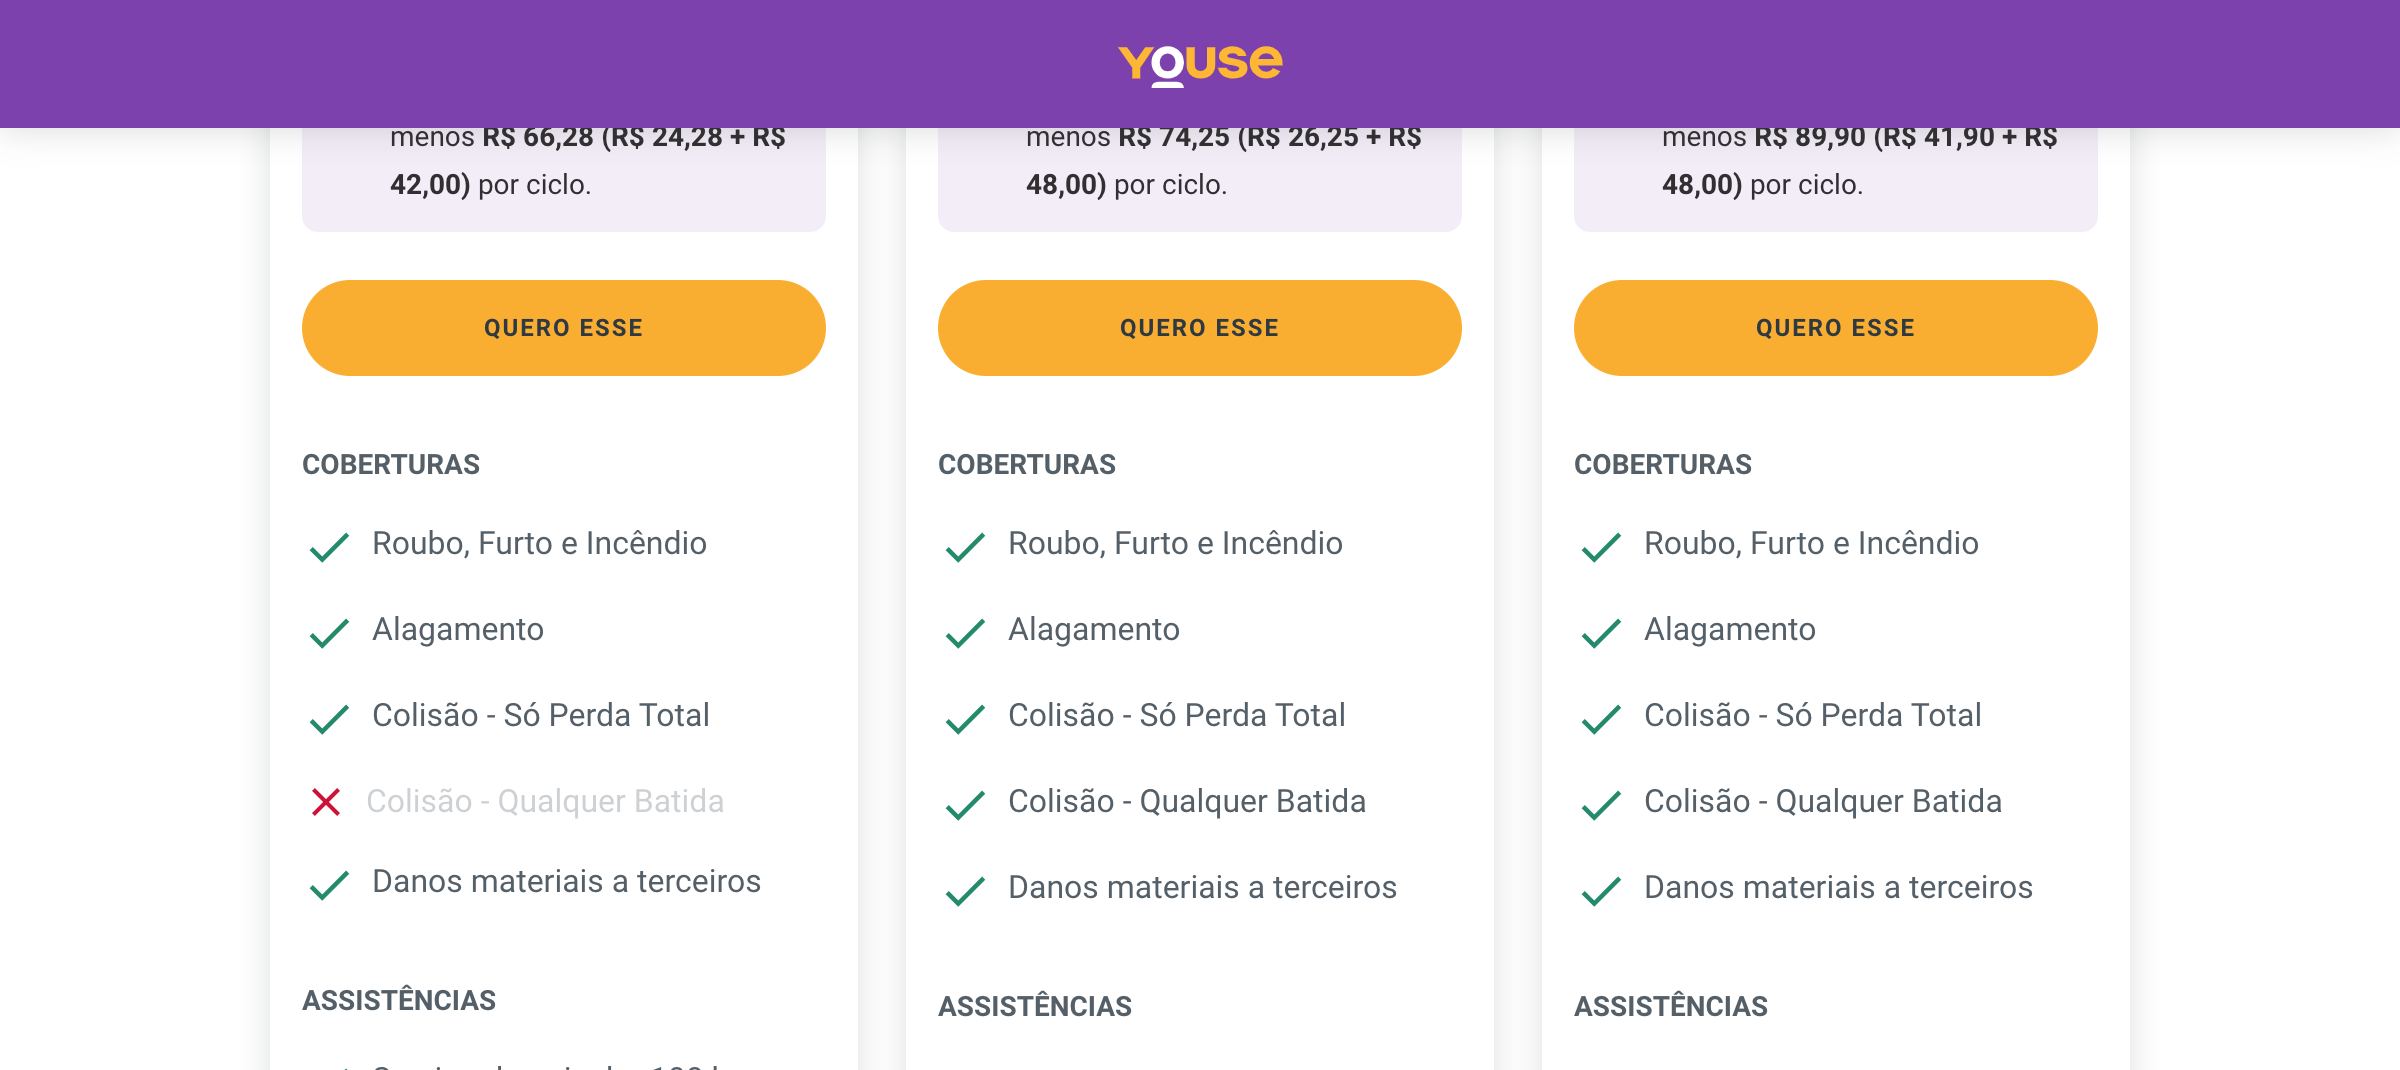 YOUSE
menos R$ 66,28 (R$ 24,28 + R$
42,00) por ciclo.
QUERO ESSE
COBERTURAS
Roubo, Furto e Incêndio
Alagamento
Colisão - Só Perda Total
Colisão - Qualquer Batida
Danos materiais a terceiros
ASSISTÊNCIAS
menos R$ 74,25 (R$ 26,25 + R$
48,00) por ciclo.
QUERO ESSE
COBERTURAS
Roubo, Furto e Incêndio
Alagamento
Colisão - Só Perda Total
Colisão - Qualquer Batida
Danos materiais a terceiros
ASSISTÊNCIAS
menos R$ 89,90 (R$ 41,90 + R$
48,00) por ciclo.
QUERO ESSE
COBERTURAS
Roubo, Furto e Incêndio
Alagamento
Colisão - Só Perda Total
Colisão - Qualquer Batida
Danos materiais a terceiros
ASSISTÊNCIAS